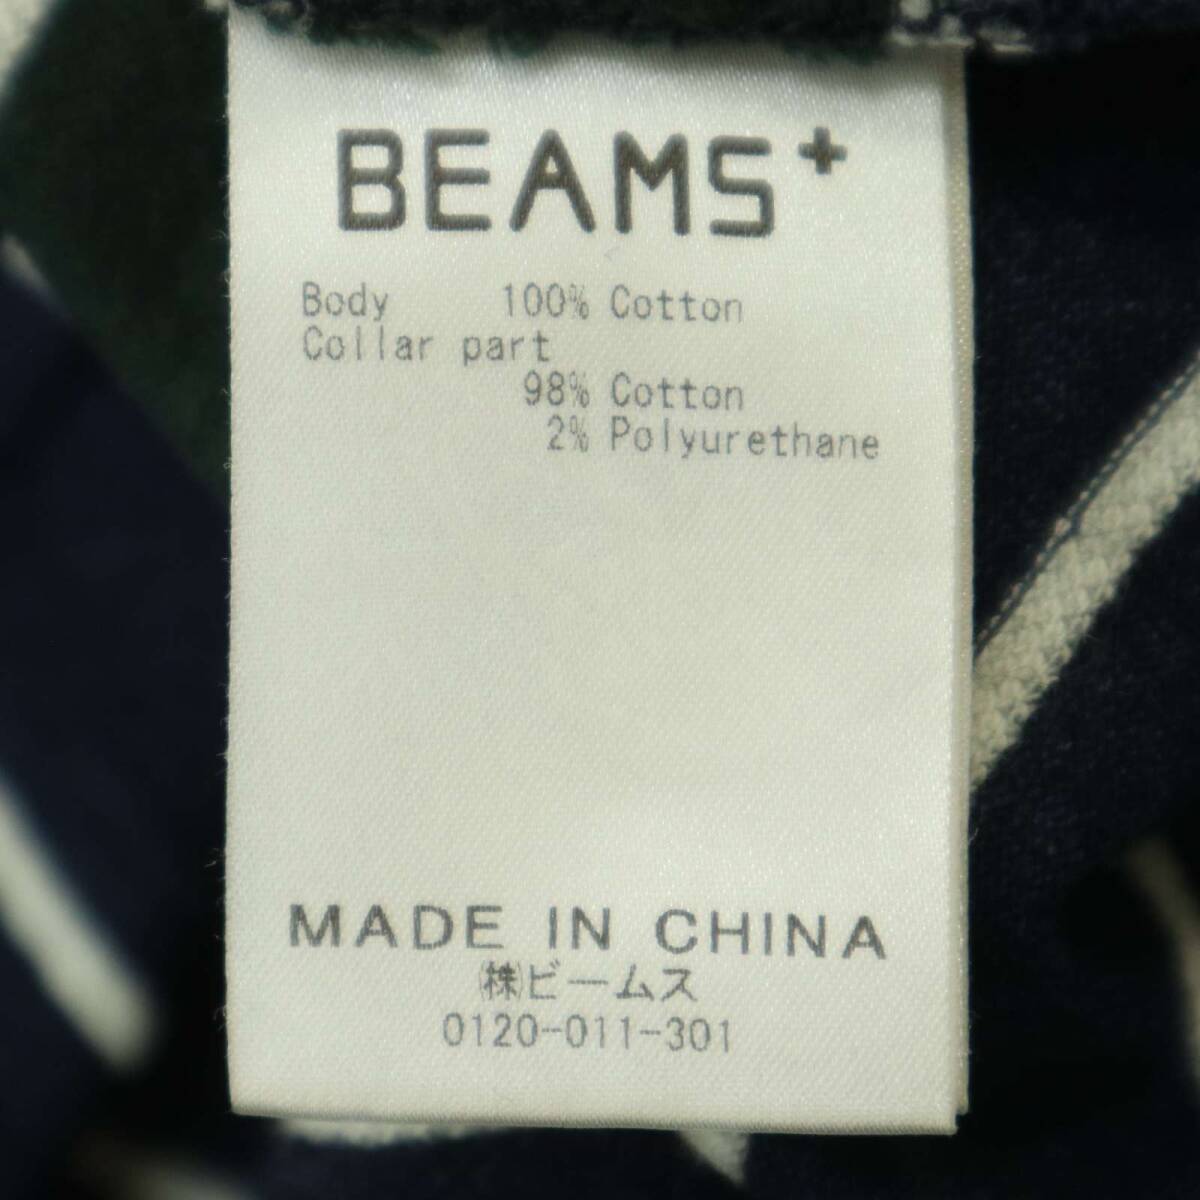 BEAMS+
Body 100% Cotton
Collar part
98% Cotton
2% Polyurethane
MADE IN CHINA
㈱ビームス
0120-011-301